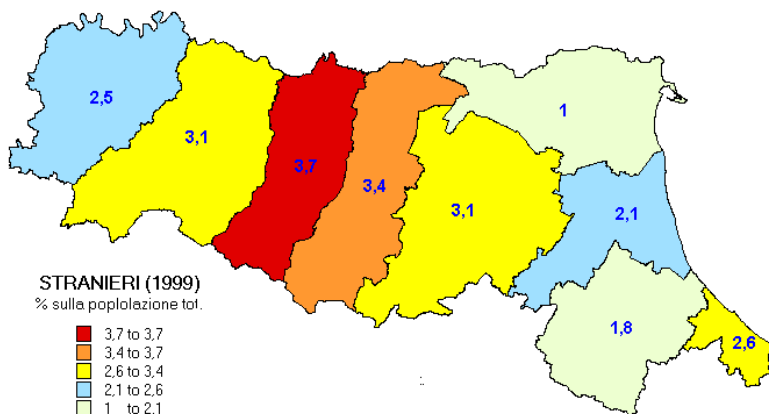 2,5
3,1
3,7
3,4
3,1
1
2,1
1,8
2,6
STRANIERI (1999)
% sulla poplolazione tot.
3,7 to 3,7
3,4 to 3,7
2,6 to 3,4
2,1 to 2,6
1 to 2,1